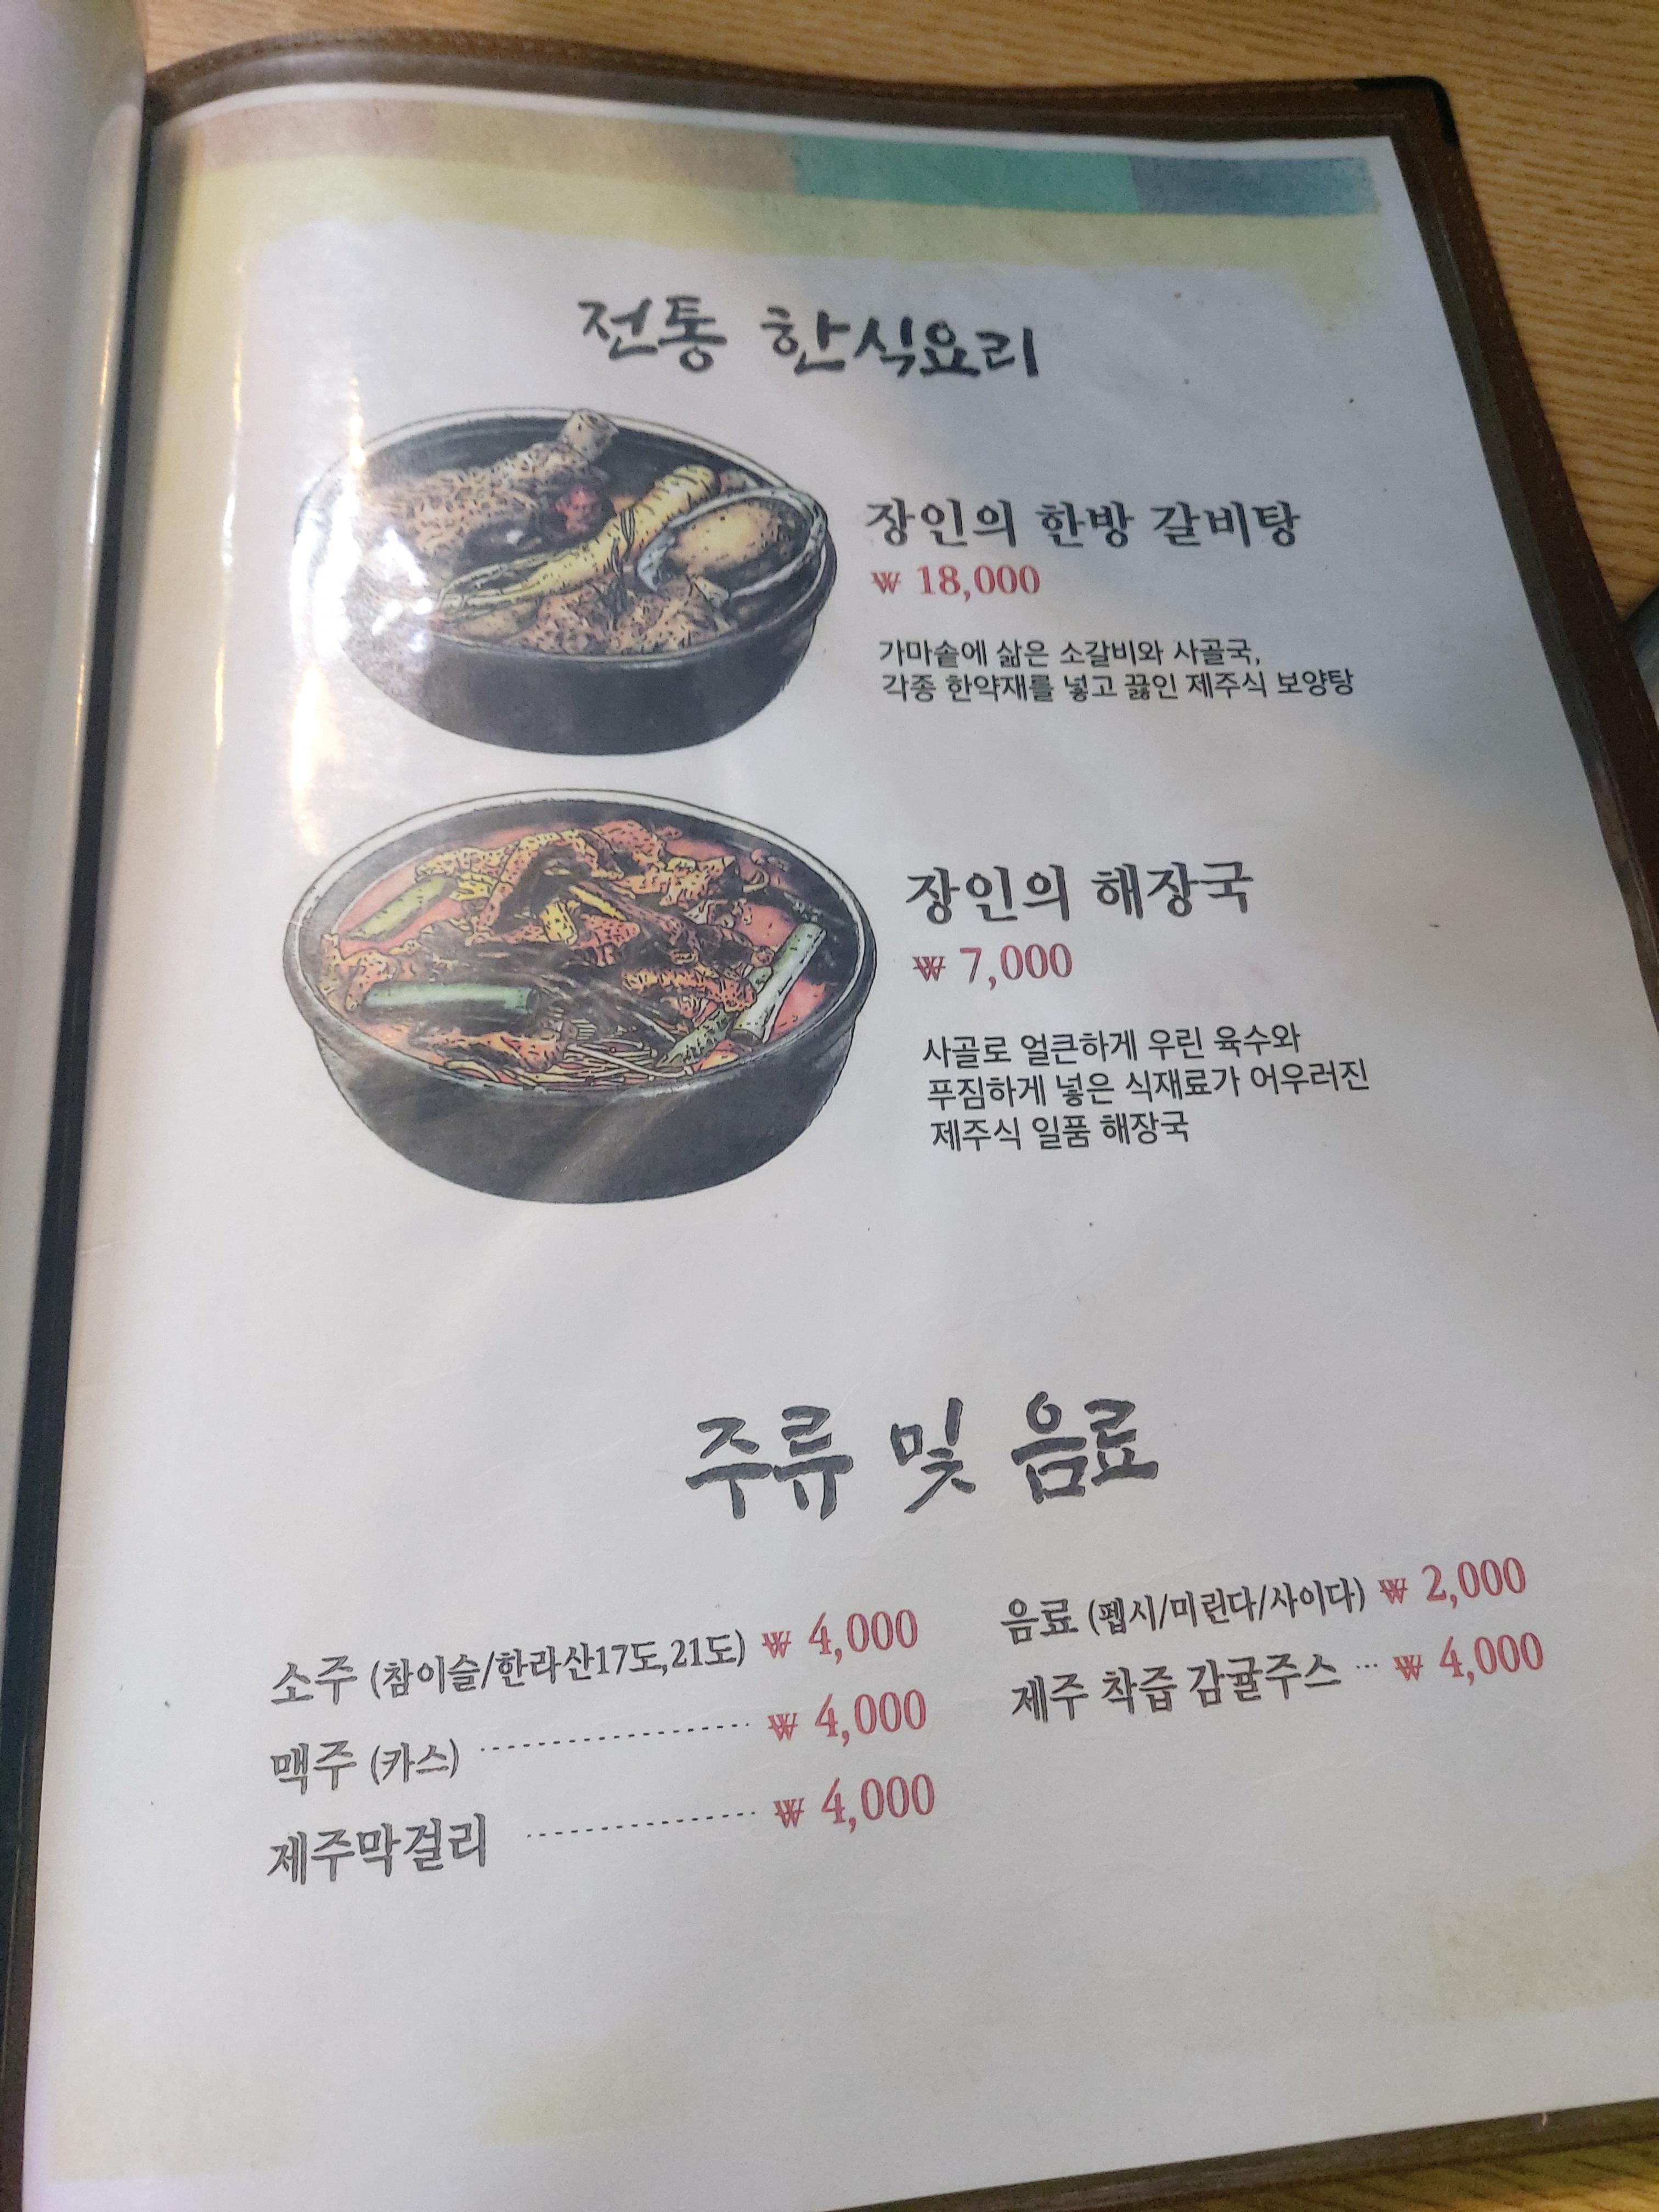 전통 한식요리
장인의 한방 갈비탕
₩ 18,000
가마솥에 삶은 소갈비와 사골국,
각종 한약재를 넣고 끓인 제주식 보양탕
장인의 해장국
₩ 7,000
사골로 얼큰하게 우린 육수와
푸짐하게 넣은 식재료가 어우러진
제주식 일품 해장국
주류 및 음료
소주 (참이슬/한라산17도,21도) ₩ 4,000
맥주 (카스) ₩ 4,000
제주막걸리 ₩ 4,000
음료 (펩시/미린다/사이다) ₩ 2,000
제주 착즙 감귤주스 ··· ₩ 4,000